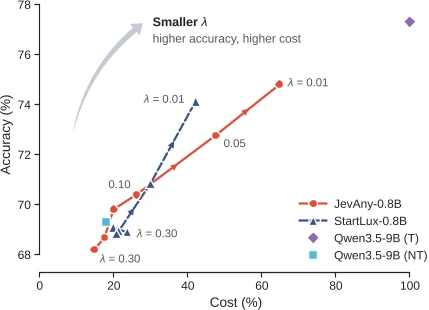 78
76
74
72
70
68
Accuracy (%)
Smaller λ
higher accuracy, higher cost
λ = 0.01
λ = 0.01
0.05
0.10
λ = 0.30
λ = 0.30
JevAny-0.8B
StartLux-0.8B
Qwen3.5-9B (T)
Qwen3.5-9B (NT)
0
20
40
60
80
100
Cost (%)